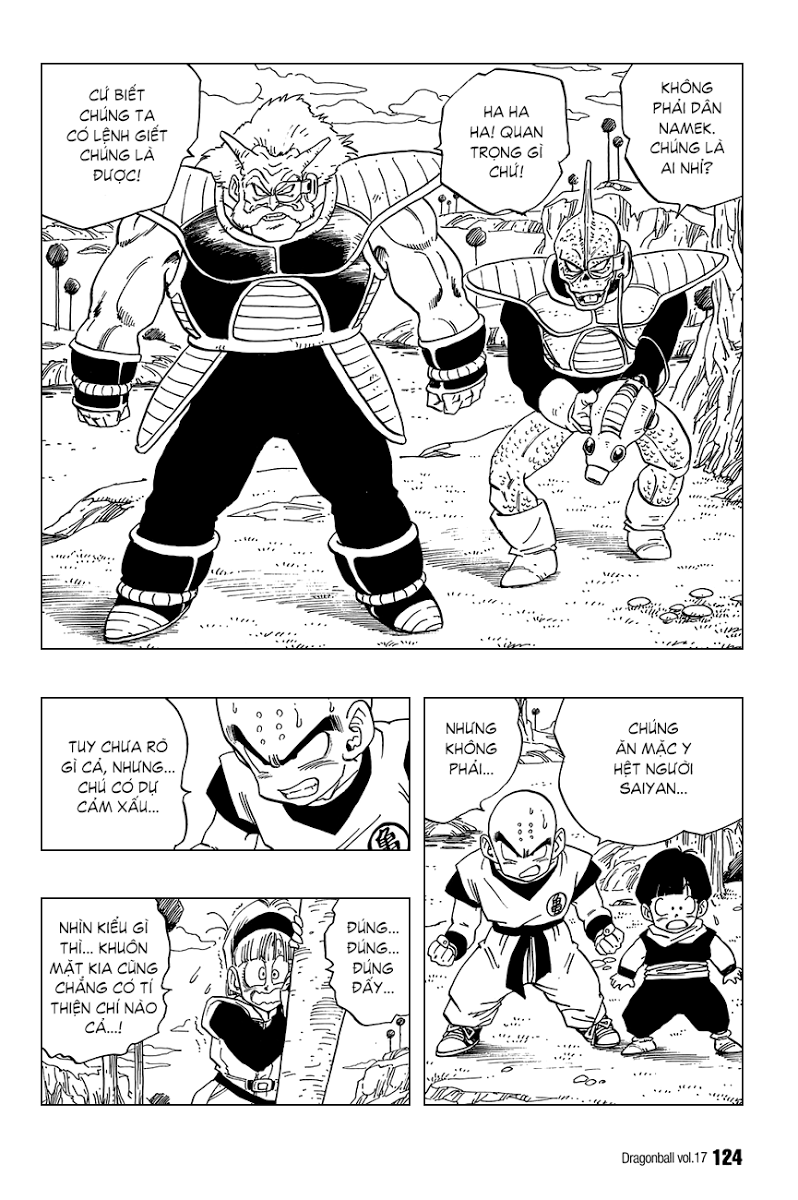 KHÔNG
PHẢI DÂN
NAMEK.
CHÚNG LÀ
AI NHỈ?
HA HA
HA! QUAN
TRỌNG GÌ
CHỨ!
CỨ BIẾT
CHÚNG TA
CÓ LỆNH GIẾT
CHÚNG LÀ
ĐƯỢC!
CHÚNG
ĂN MẶC Y
HỆT NGƯỜI
SAIYAN...
NHƯNG
KHÔNG
PHẢI...
亀
TUY CHƯA RÕ
GÌ CẢ, NHƯNG...
CHÚ CÓ DỰ
CẢM XẤU...
亀
ĐÚNG...
ĐÚNG...
ĐÚNG
ĐẤY...
NHÌN KIỂU GÌ
THÌ... KHUÔN
MẶT KIA CŨNG
CHẲNG CÓ TÍ
THIỆN CHÍ NÀO
CẢ...!
Dragonball vol.17 124